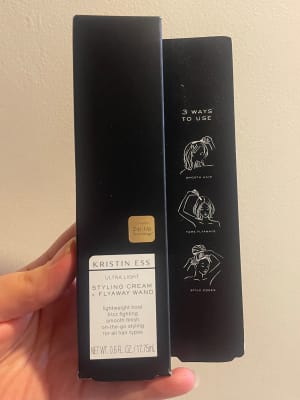 KRISTIN ESS
ULTRA LIGHT
STYLING CREAM
+ FLYAWAY WAND
lightweight hold
frizz fighting
smooth finish
on-the-go styling
for all hair types
NET WT. 0.6 FL. OZ. / 17.75mL
3 WAYS
TO USE
SMOOTH HAIR
TAME FLYAWAYS
STYLE EDGES